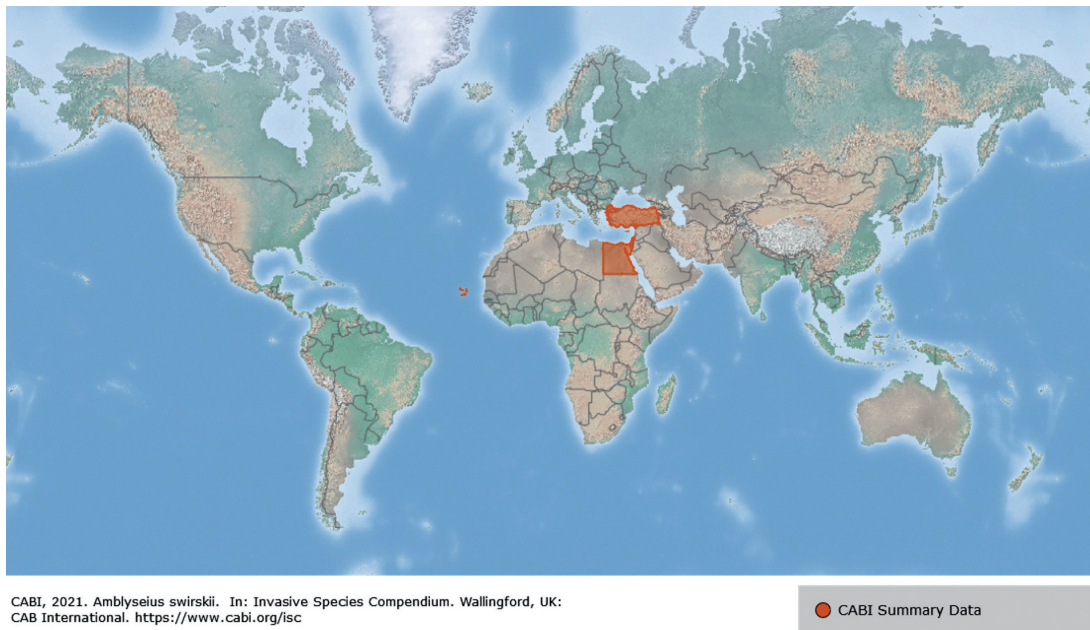 CABI, 2021. Amblyseius swirskii. In: Invasive Species Compendium. Wallingford, UK:
CAB International. https://www.cabi.org/isc
CABI Summary Data